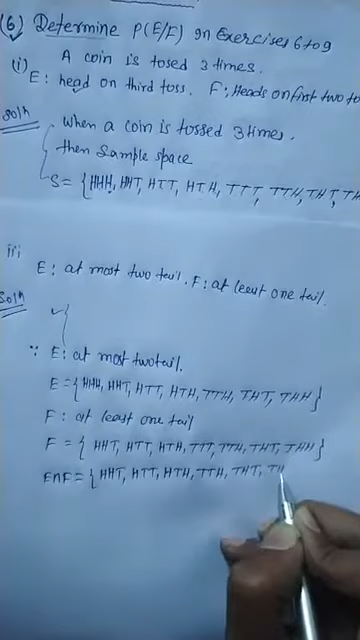 (6) Determine P(E/F) in Exercises 6 to 9
A coin is tosed 3 times.
(i) E: head on third toss. F: Heads on first two to
Solⁿ When a coin is tossed 3 times.
then Sample space
S = {HHH, HHT, HTT, HTH, TTT, TTH, THT, TH
ii,
E: at most two tail. F: at leest one tail.
Solⁿ
∵ E: at most two tail.
E = {HHH, HHT, HTT, HTH, TTH, THT, THH}
F: at least one tail
F = {HHT, HTT, HTH, TTT, TTH, THT, THH}
E∩F = {HHT, HTT, HTH, TTH, THT, TH